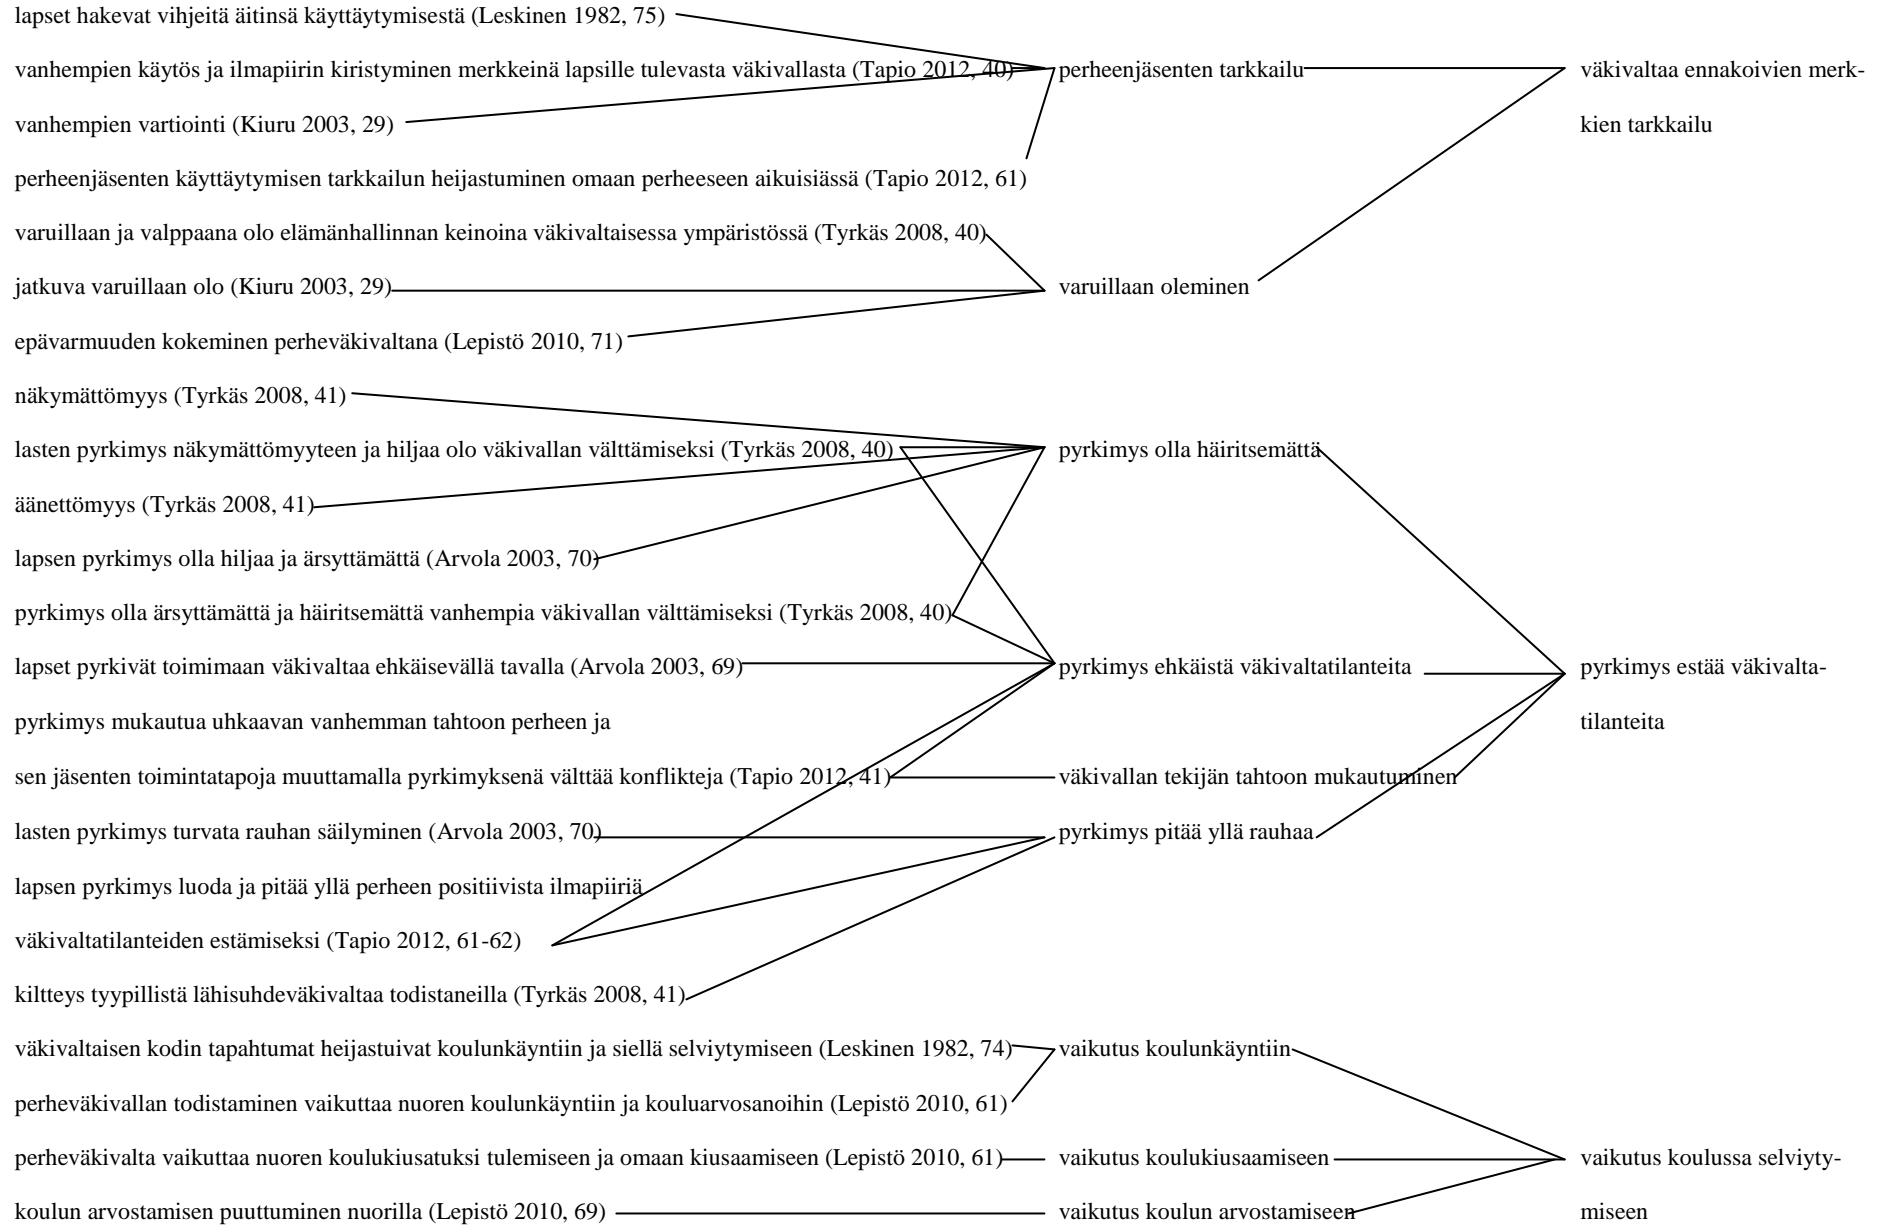 lapset hakevat vihjeitä äitinsä käyttäytymisestä (Leskinen 1982, 75)
vanhempien käytös ja ilmapiirin kiristyminen merkkeinä lapsille tulevasta väkivallasta (Tapio 2012, 40) perheenjäsenten tarkkailu väkivaltaa ennakoivien merk-
vanhempien vartiointi (Kiuru 2003, 29) kien tarkkailu
perheenjäsenten käyttäytymisen tarkkailun heijastuminen omaan perheeseen aikuisiässä (Tapio 2012, 61)
varuillaan ja valppaana olo elämänhallinnan keinoina väkivaltaisessa ympäristössä (Tyrkäs 2008, 40)
jatkuva varuillaan olo (Kiuru 2003, 29) varuillaan oleminen
epävarmuuden kokeminen perheväkivaltana (Lepistö 2010, 71)
näkymättömyys (Tyrkäs 2008, 41)
lasten pyrkimys näkymättömyyteen ja hiljaa olo väkivallan välttämiseksi (Tyrkäs 2008, 40) pyrkimys olla häiritsemättä
äänettömyys (Tyrkäs 2008, 41)
lapsen pyrkimys olla hiljaa ja ärsyttämättä (Arvola 2003, 70)
pyrkimys olla ärsyttämättä ja häiritsemättä vanhempia väkivallan välttämiseksi (Tyrkäs 2008, 40)
lapset pyrkivät toimimaan väkivaltaa ehkäisevällä tavalla (Arvola 2003, 69) pyrkimys ehkäistä väkivaltatilanteita pyrkimys estää väkivalta-
pyrkimys mukautua uhkaavan vanhemman tahtoon perheen ja tilanteita
sen jäsenten toimintatapoja muuttamalla pyrkimyksenä välttää konflikteja (Tapio 2012, 41) väkivallan tekijän tahtoon mukautuminen
lasten pyrkimys turvata rauhan säilyminen (Arvola 2003, 70) pyrkimys pitää yllä rauhaa
lapsen pyrkimys luoda ja pitää yllä perheen positiivista ilmapiiriä
väkivaltatilanteiden estämiseksi (Tapio 2012, 61-62)
kiltteys tyypillistä lähisuhdeväkivaltaa todistaneilla (Tyrkäs 2008, 41)
väkivaltaisen kodin tapahtumat heijastuivat koulunkäyntiin ja siellä selviytymiseen (Leskinen 1982, 74) vaikutus koulunkäyntiin
perheväkivallan todistaminen vaikuttaa nuoren koulunkäyntiin ja kouluarvosanoihin (Lepistö 2010, 61)
perheväkivalta vaikuttaa nuoren koulukiusatuksi tulemiseen ja omaan kiusaamiseen (Lepistö 2010, 61) vaikutus koulukiusaamiseen vaikutus koulussa selviyty-
koulun arvostamisen puuttuminen nuorilla (Lepistö 2010, 69) vaikutus koulun arvostamiseen miseen